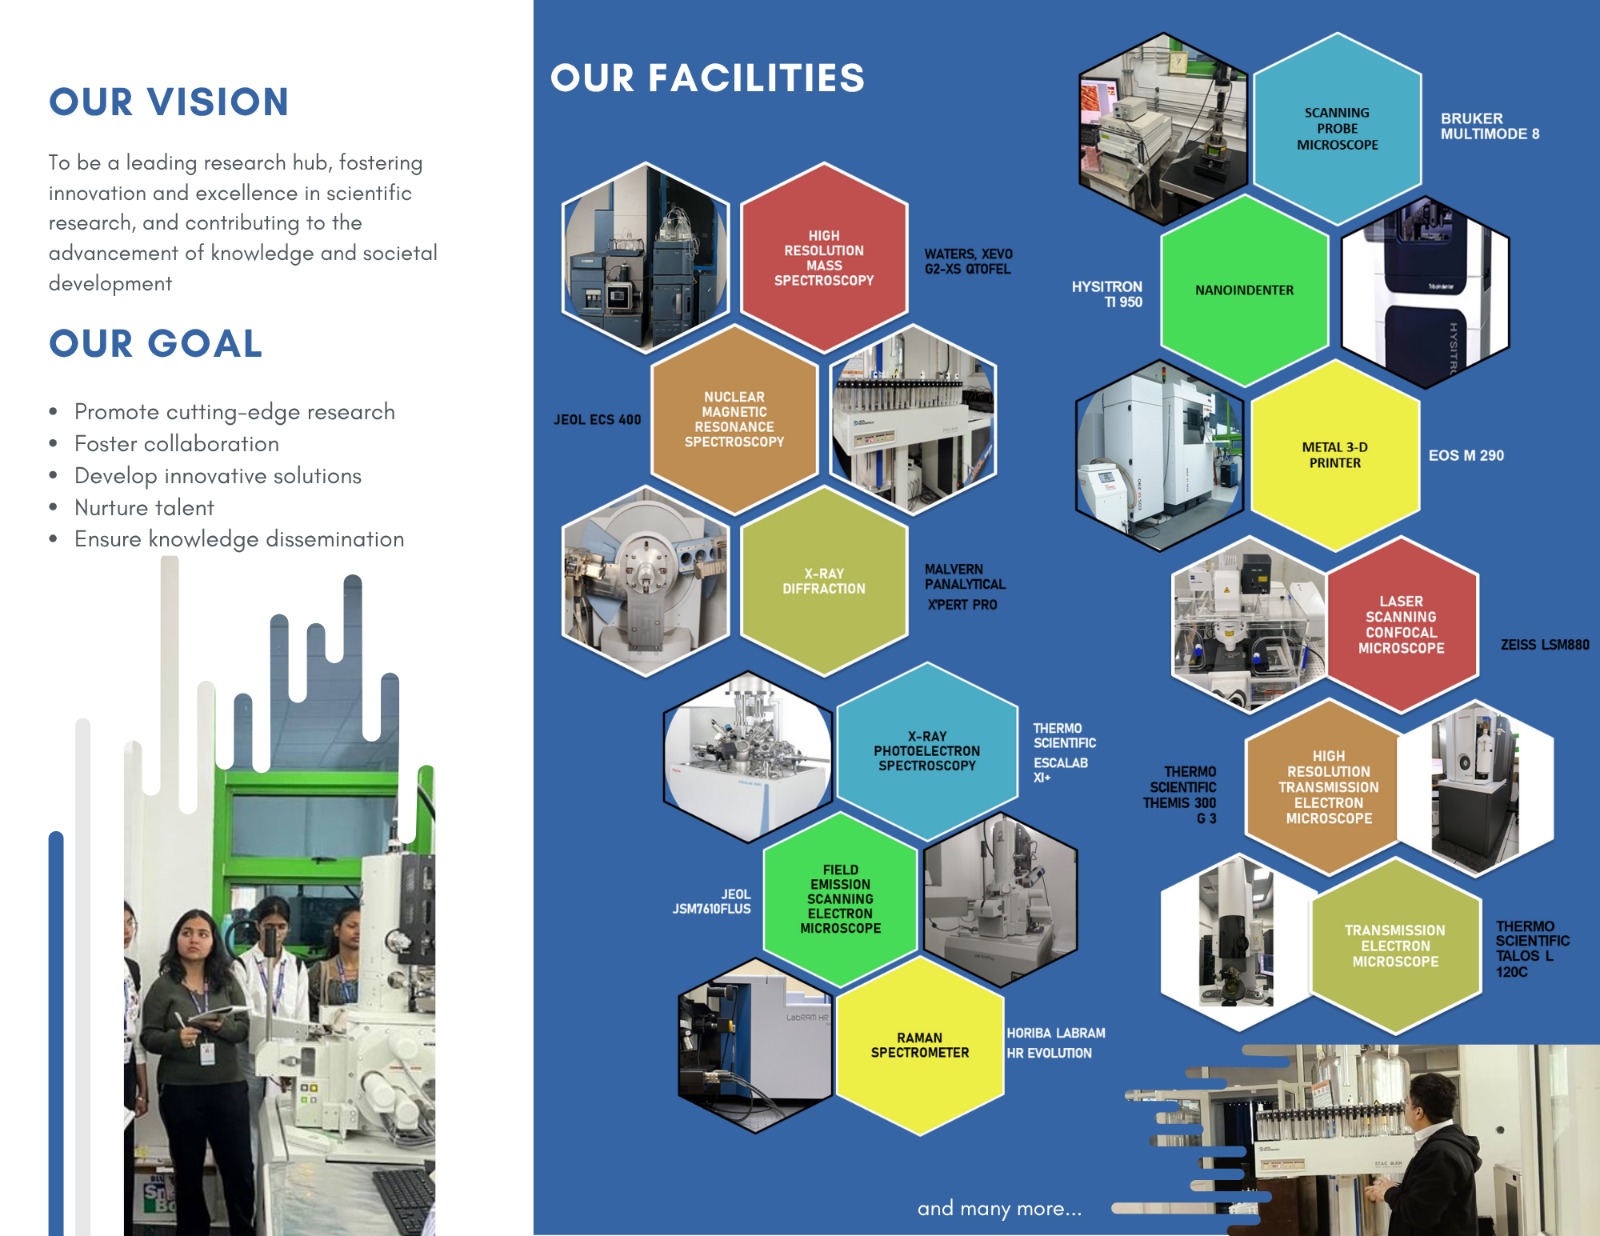 OUR VISION
To be a leading research hub, fostering
innovation and excellence in scientific
research, and contributing to the
advancement of knowledge and societal
development
OUR GOAL
• Promote cutting-edge research
• Foster collaboration
• Develop innovative solutions
• Nurture talent
• Ensure knowledge dissemination
OUR FACILITIES
HIGH
RESOLUTION
MASS
SPECTROSCOPY
WATERS, XEVO
G2-XS QTOFEL
JEOL ECS 400
NUCLEAR
MAGNETIC
RESONANCE
SPECTROSCOPY
X-RAY
DIFFRACTION
MALVERN
PANALYTICAL
X'PERT PRO
X-RAY
PHOTOELECTRON
SPECTROSCOPY
THERMO
SCIENTIFIC
ESCALAB
XI+
JEOL
JSM7610FLUS
FIELD
EMISSION
SCANNING
ELECTRON
MICROSCOPE
LabRAM HR
RAMAN
SPECTROMETER
HORIBA LABRAM
HR EVOLUTION
SCANNING
PROBE
MICROSCOPE
BRUKER
MULTIMODE 8
HYSITRON
TI 950
NANOINDENTER
HYSITR
METAL 3-D
PRINTER
EOS M 290
LASER
SCANNING
CONFOCAL
MICROSCOPE
ZEISS LSM880
THERMO
SCIENTIFIC
THEMIS 300
G 3
HIGH
RESOLUTION
TRANSMISSION
ELECTRON
MICROSCOPE
TRANSMISSION
ELECTRON
MICROSCOPE
THERMO
SCIENTIFIC
TALOS L
120C
and many more...